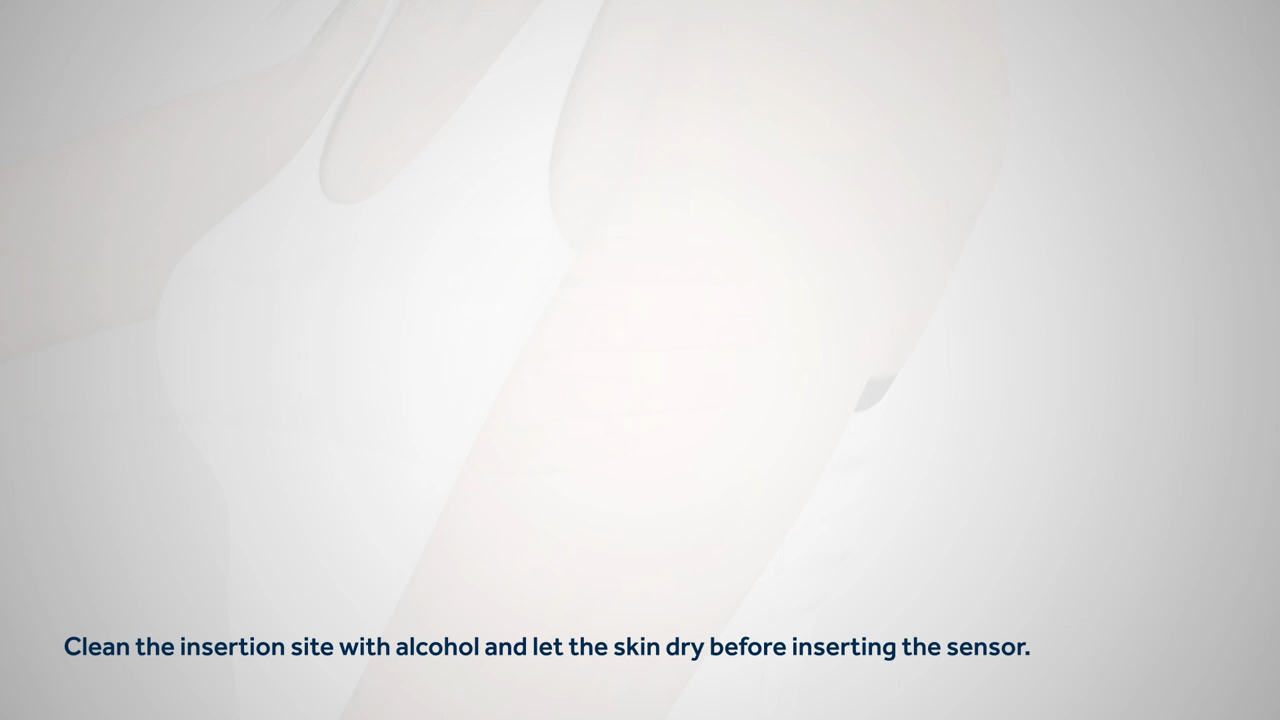 Clean the insertion site with alcohol and let the skin dry before inserting the sensor.